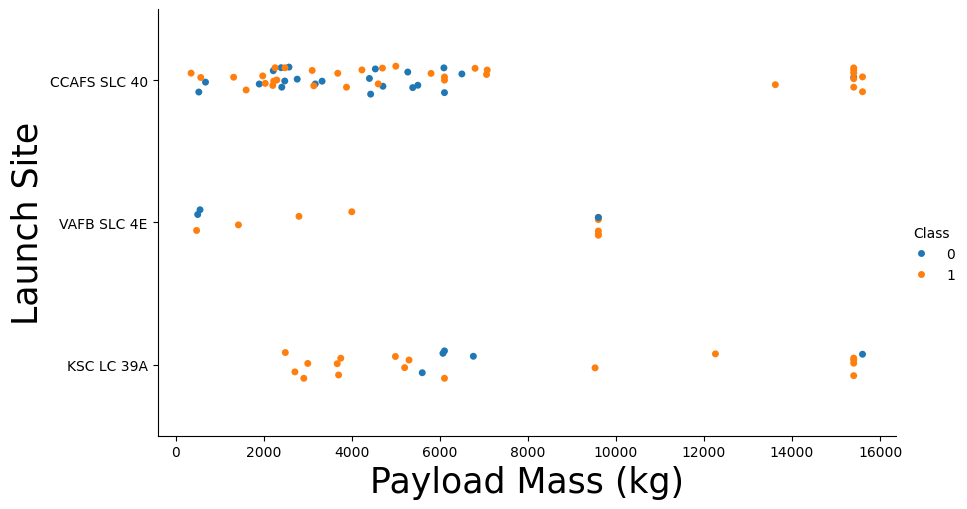 CCAFS SLC 40
VAFB SLC 4E
KSC LC 39A
Launch Site
0 2000 4000 6000 8000 10000 12000 14000 16000
Payload Mass (kg)
Class
0
1